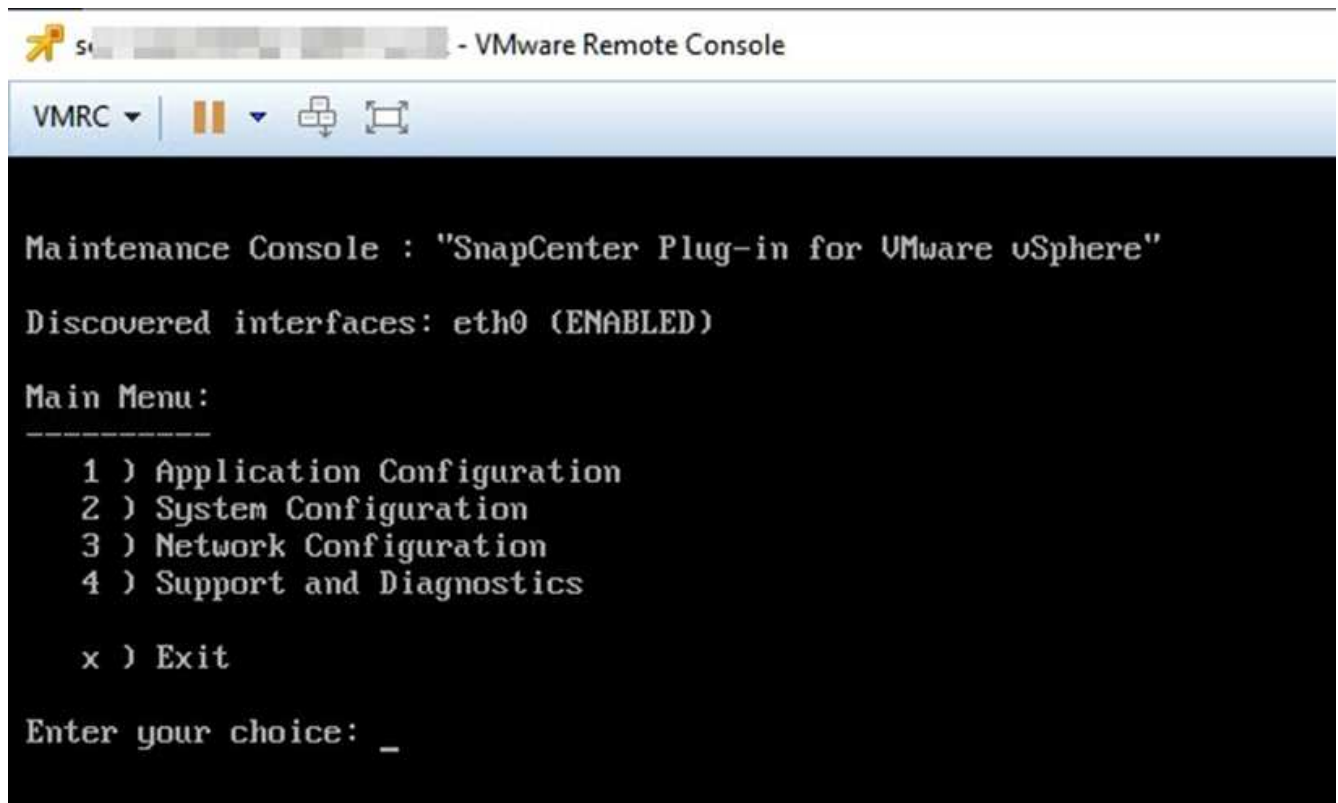 - VMware Remote Console
VMRC
Maintenance Console : "SnapCenter Plug-in for VMware vSphere"
Discovered interfaces: eth0 (ENABLED)
Main Menu:
----------
1 ) Application Configuration
2 ) System Configuration
3 ) Network Configuration
4 ) Support and Diagnostics
x ) Exit
Enter your choice: _